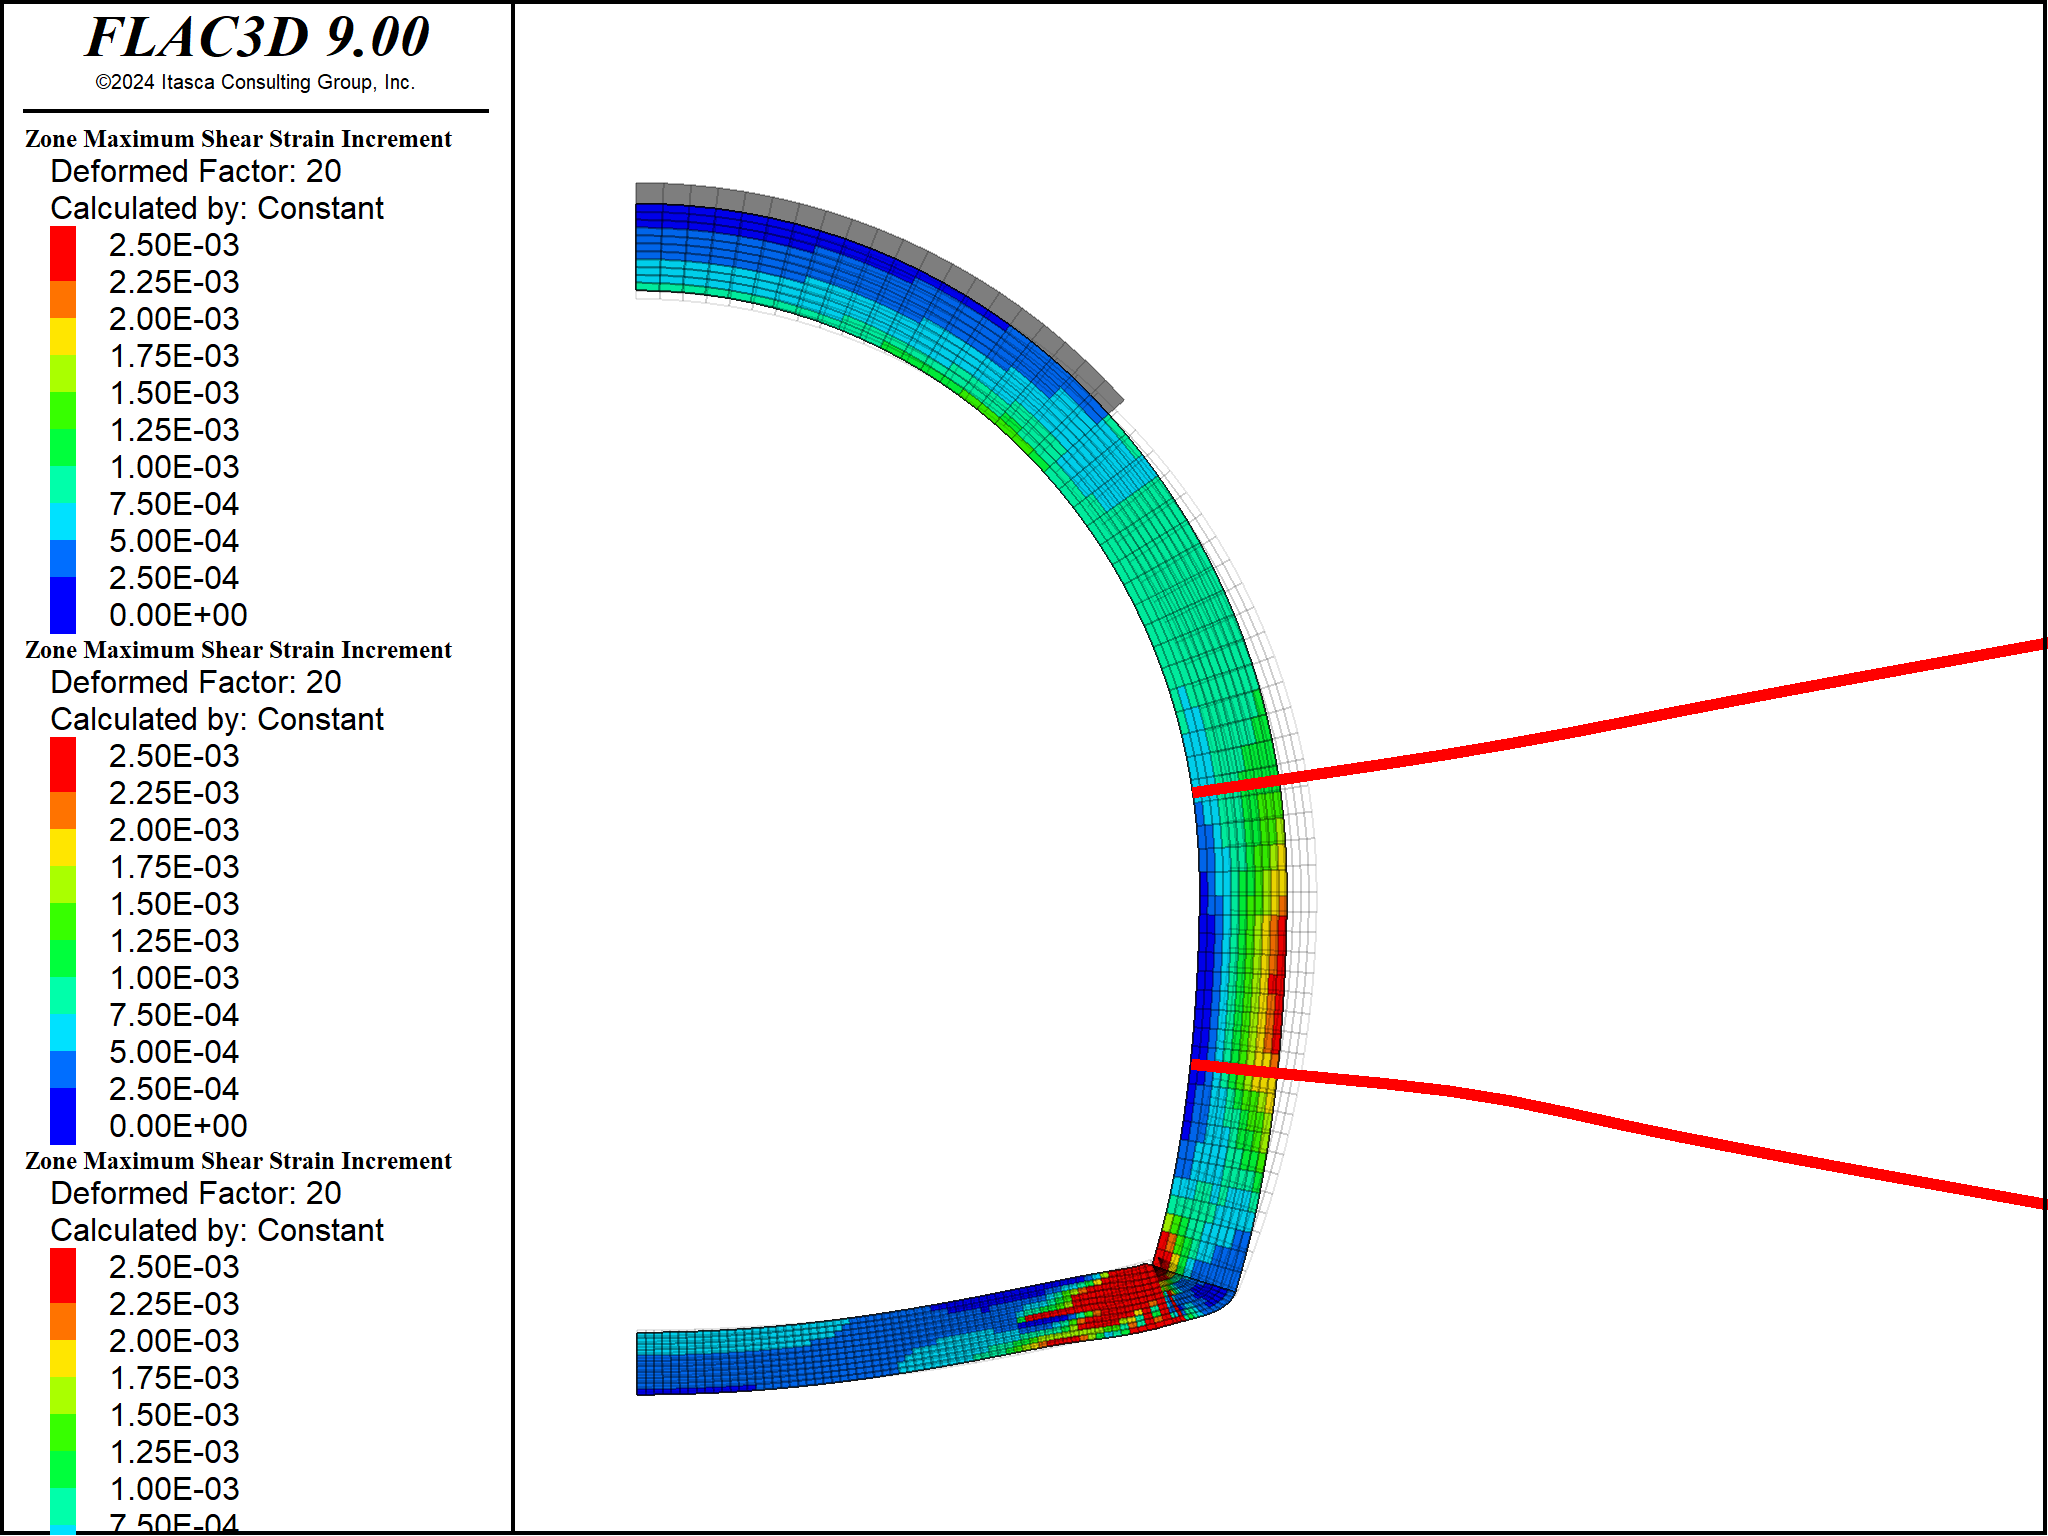 FLAC3D 9.00
©2024 Itasca Consulting Group, Inc.
Zone Maximum Shear Strain Increment
Deformed Factor: 20
Calculated by: Constant
2.50E-03
2.25E-03
2.00E-03
1.75E-03
1.50E-03
1.25E-03
1.00E-03
7.50E-04
5.00E-04
2.50E-04
0.00E+00
Zone Maximum Shear Strain Increment
Deformed Factor: 20
Calculated by: Constant
2.50E-03
2.25E-03
2.00E-03
1.75E-03
1.50E-03
1.25E-03
1.00E-03
7.50E-04
5.00E-04
2.50E-04
0.00E+00
Zone Maximum Shear Strain Increment
Deformed Factor: 20
Calculated by: Constant
2.50E-03
2.25E-03
2.00E-03
1.75E-03
1.50E-03
1.25E-03
1.00E-03
7.50E-04